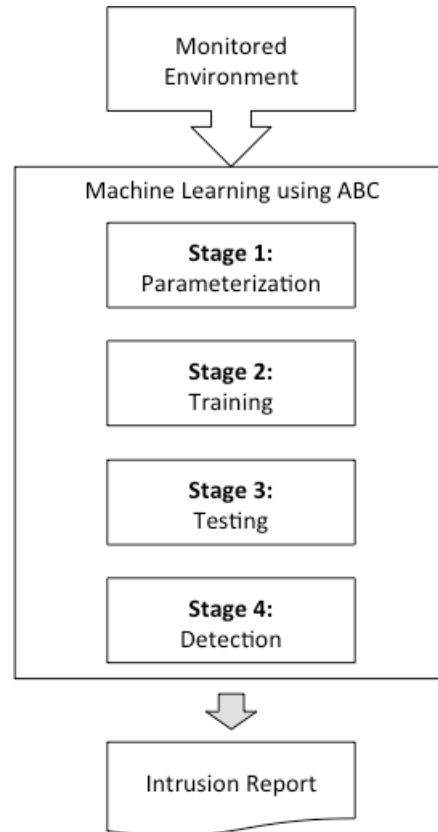 Monitored
Environment
Machine Learning using ABC
Stage 1:
Parameterization
Stage 2:
Training
Stage 3:
Testing
Stage 4:
Detection
Intrusion Report